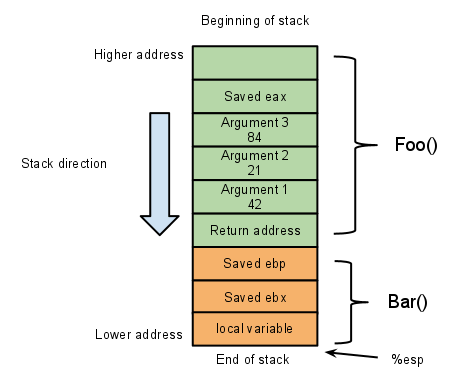 Beginning of stack
Higher address
Saved eax
Argument 3
84
Argument 2
21
Argument 1
42
Return address
Foo()
Stack direction
Saved ebp
Saved ebx
local variable
Bar()
Lower address
End of stack
%esp